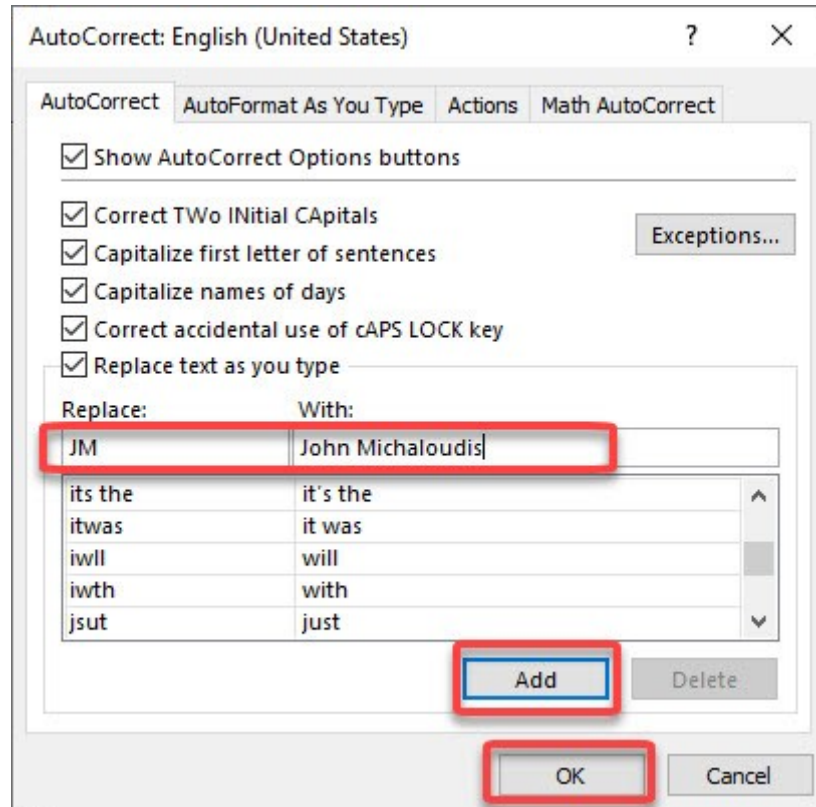 AutoCorrect: English (United States) ? ×
AutoCorrect AutoFormat As You Type Actions Math AutoCorrect
Show AutoCorrect Options buttons
Correct TWo INitial CApitals
Exceptions...
Capitalize first letter of sentences
Capitalize names of days
Correct accidental use of cAPS LOCK key
Replace text as you type
Replace: With:
JM John Michaloudis
its the it's the
itwas it was
iwll will
iwth with
jsut just
Add Delete
OK Cancel